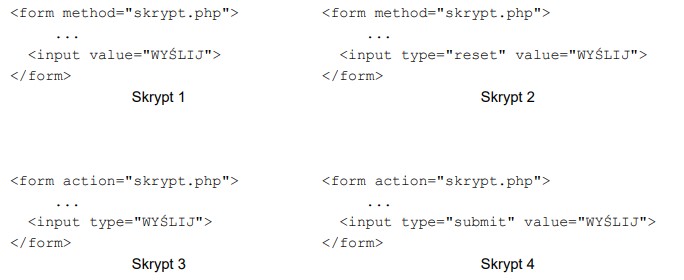 <form method="skrypt.php">
...
<input value="WYŚLIJ">
</form>
Skrypt 1
<form method="skrypt.php">
...
<input type="reset" value="WYŚLIJ">
</form>
Skrypt 2
<form action="skrypt.php">
...
<input type="WYŚLIJ">
</form>
Skrypt 3
<form action="skrypt.php">
...
<input type="submit" value="WYŚLIJ">
</form>
Skrypt 4